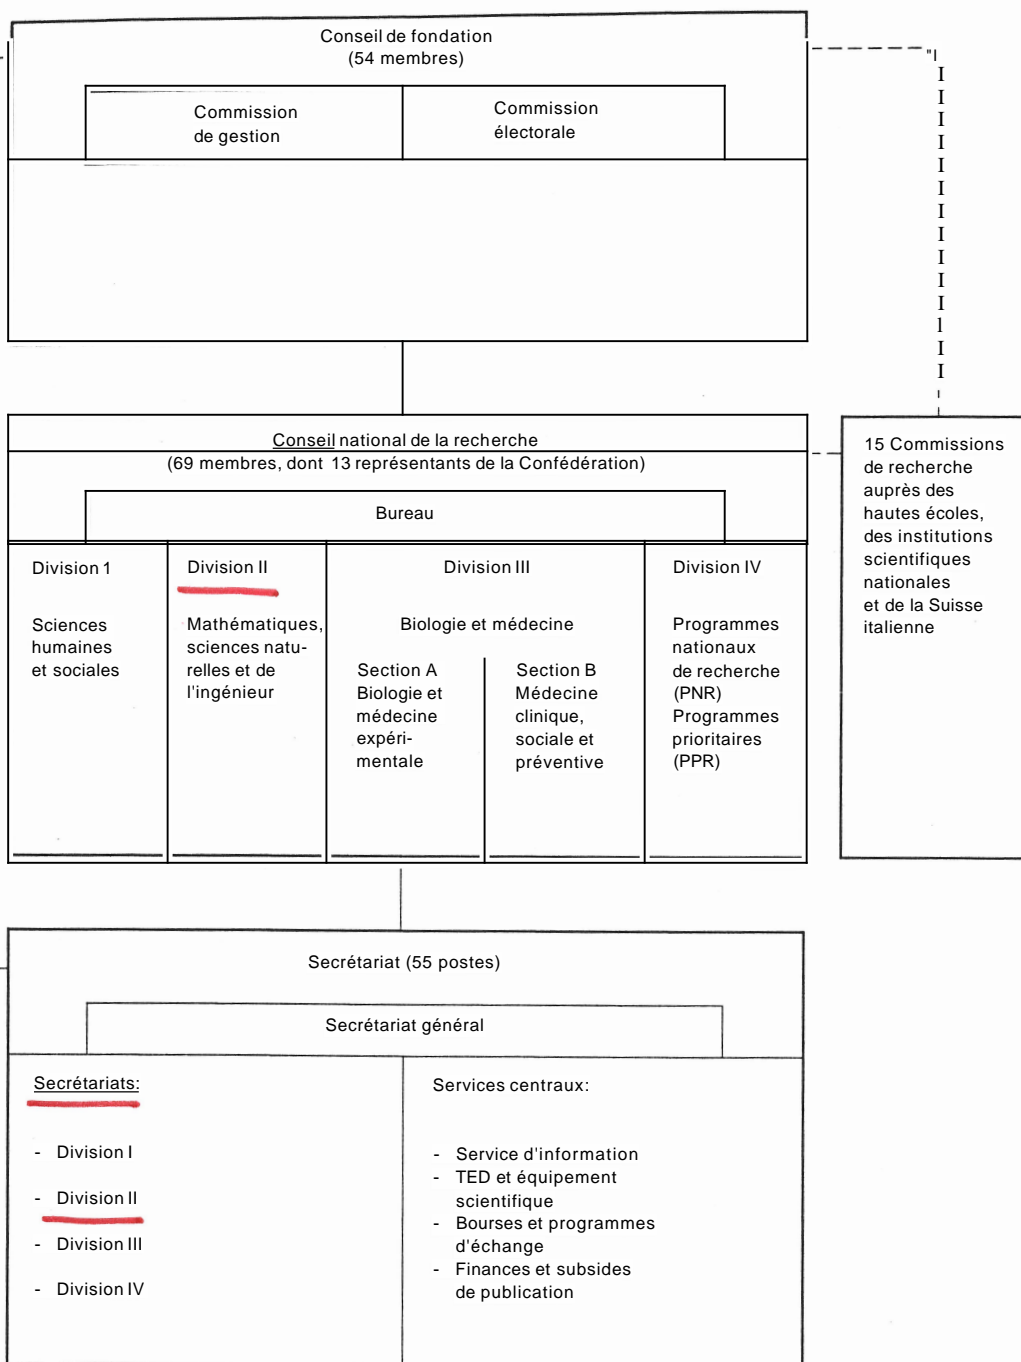 Conseil de fondation
(54 membres)
Commission
de gestion
Commission
électorale
Conseil national de la recherche
(69 membres, dont 13 représentants de la Confédération)
Bureau
Division 1
Sciences
humaines
et sociales
Division II
Mathématiques,
sciences natu-
relles et de
l'ingénieur
Division III
Biologie et médecine
Section A
Biologie et
médecine
expéri-
mentale
Section B
Médecine
clinique,
sociale et
préventive
Division IV
Programmes
nationaux
de recherche
(PNR)
Programmes
prioritaires
(PPR)
15 Commissions
de recherche
auprès des
hautes écoles,
des institutions
scientifiques
nationales
et de la Suisse
italienne
Secrétariat (55 postes)
Secrétariat général
Secrétariats:
- Division I
- Division II
- Division III
- Division IV
Services centraux:
- Service d'information
- TED et équipement
scientifique
- Bourses et programmes
d'échange
- Finances et subsides
de publication